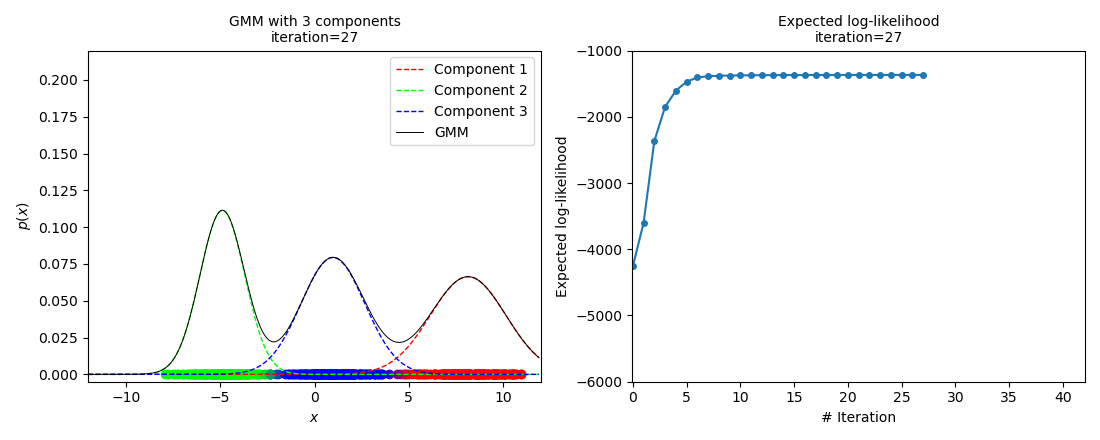 GMM with 3 components
iteration=27
Component 1
Component 2
Component 3
GMM
0.200
0.175
0.150
0.125
0.100
0.075
0.050
0.025
0.000
p(x)
−10 −5 0 5 10
x
Expected log-likelihood
iteration=27
−1000
−2000
−3000
−4000
−5000
−6000
Expected log-likelihood
0 5 10 15 20 25 30 35 40
# Iteration